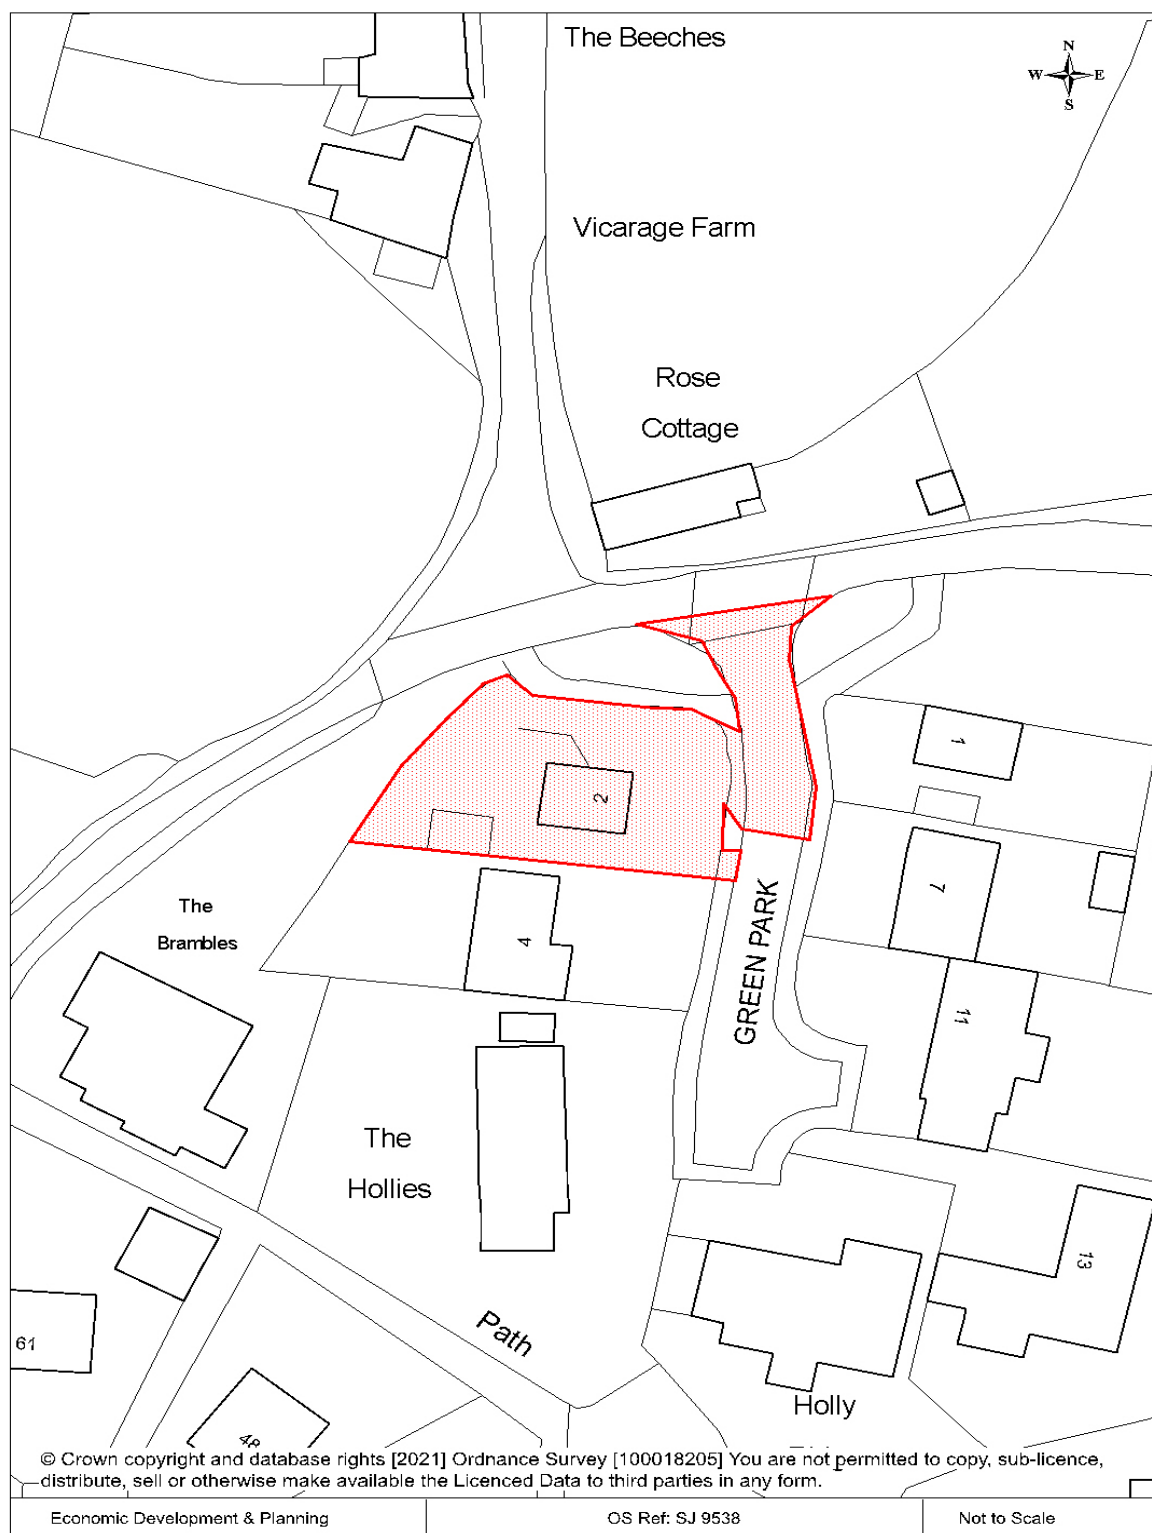 The Beeches
N
W E
S
Vicarage Farm
Rose
Cottage
1
2
7
The
Brambles
4
GREEN PARK
11
The
Hollies
13
Path
61
48
Holly
© Crown copyright and database rights [2021] Ordnance Survey [100018205] You are not permitted to copy, sub-licence,
distribute, sell or otherwise make available the Licenced Data to third parties in any form.
Economic Development & Planning
OS Ref: SJ 9538
Not to Scale